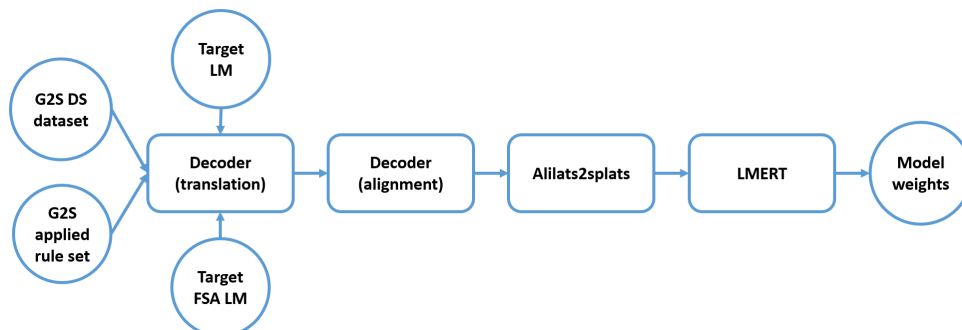 Target
LM
G2S DS
dataset
Decoder
(translation)
Decoder
(alignment)
Alilats2splats
LMERT
Model
weights
G2S
applied
rule set
Target
FSA LM